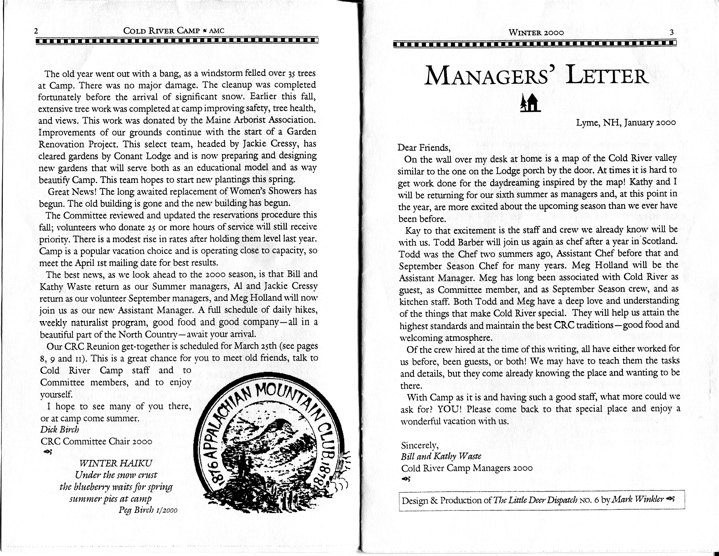 2
COLD RIVER CAMP ▪ AMC
The old year went out with a bang, as a windstorm felled over 35 trees
at Camp. There was no major damage. The cleanup was completed
fortunately before the arrival of significant snow. Earlier this fall,
extensive tree work was completed at camp improving safety, tree health,
and views. This work was donated by the Maine Arborist Association.
Improvements of our grounds continue with the start of a Garden
Renovation Project. This select team, headed by Jackie Cressy, has
cleared gardens by Conant Lodge and is now preparing and designing
new gardens that will serve both as an educational model and as way
beautify Camp. This team hopes to start new plantings this spring.
Great News! The long awaited replacement of Women's Showers has
begun. The old building is gone and the new building has begun.
The Committee reviewed and updated the reservations procedure this
fall; volunteers who donate 25 or more hours of service will still receive
priority. There is a modest rise in rates after holding them level last year.
Camp is a popular vacation choice and is operating close to capacity, so
meet the April 1st mailing date for best results.
The best news, as we look ahead to the 2000 season, is that Bill and
Kathy Waste return as our Summer managers, Al and Jackie Cressy
return as our volunteer September managers, and Meg Holland will now
join us as our new Assistant Manager. A full schedule of daily hikes,
weekly naturalist program, good food and good company—all in a
beautiful part of the North Country—await your arrival.
Our CRC Reunion get-together is scheduled for March 25th (see pages
8, 9 and 11). This is a great chance for you to meet old friends, talk to
Cold River Camp staff and to
Committee members, and to enjoy
yourself.
I hope to see many of you there,
or at camp come summer.
Dick Birch
CRC Committee Chair 2000
WINTER HAIKU
Under the snow crust
the blueberry waits for spring
summer pies at camp
Peg Birch 1/2000
1876 APPALACHIAN MOUNTAIN CLUB 1878
WINTER 2000
3
MANAGERS' LETTER
Lyme, NH, January 2000
Dear Friends,
On the wall over my desk at home is a map of the Cold River valley
similar to the one on the Lodge porch by the door. At times it is hard to
get work done for the daydreaming inspired by the map! Kathy and I
will be returning for our sixth summer as managers and, at this point in
the year, are more excited about the upcoming season than we ever have
been before.
Kay to that excitement is the staff and crew we already know will be
with us. Todd Barber will join us again as chef after a year in Scotland.
Todd was the Chef two summers ago, Assistant Chef before that and
September Season Chef for many years. Meg Holland will be the
Assistant Manager. Meg has long been associated with Cold River as
guest, as Committee member, and as September Season crew, and as
kitchen staff. Both Todd and Meg have a deep love and understanding
of the things that make Cold River special. They will help us attain the
highest standards and maintain the best CRC traditions—good food and
welcoming atmosphere.
Of the crew hired at the time of this writing, all have either worked for
us before, been guests, or both! We may have to teach them the tasks
and details, but they come already knowing the place and wanting to be
there.
With Camp as it is and having such a good staff, what more could we
ask for? YOU! Please come back to that special place and enjoy a
wonderful vacation with us.
Sincerely,
Bill and Kathy Waste
Cold River Camp Managers 2000
Design & Production of The Little Deer Dispatch NO. 6 by Mark Winkler